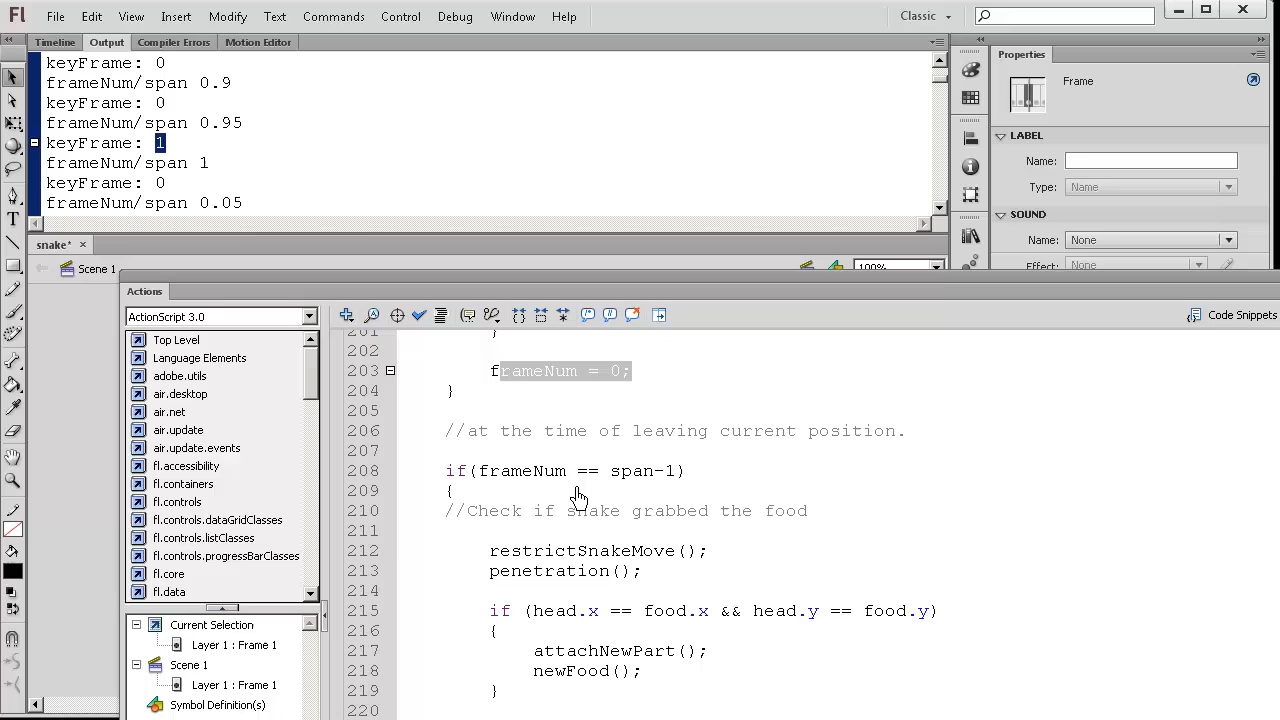 Fl File Edit View Insert Modify Text Commands Control Debug Window Help Classic
Timeline Output Compiler Errors Motion Editor
keyFrame: 0
frameNum/span 0.9
keyFrame: 0
frameNum/span 0.95
keyFrame: 1
frameNum/span 1
keyFrame: 0
frameNum/span 0.05
Properties
Frame
LABEL
Name:
Type: Name
SOUND
Name: None
Effect: None
snake*
Scene 1
100%
Actions
ActionScript 3.0
Code Snippets
Top Level
Language Elements
adobe.utils
air.desktop
air.net
air.update
air.update.events
fl.accessibility
fl.containers
fl.controls
fl.controls.dataGridClasses
fl.controls.listClasses
fl.controls.progressBarClasses
fl.core
fl.data
Current Selection
Layer 1 : Frame 1
Scene 1
Layer 1 : Frame 1
Symbol Definition(s)
201 }
202
203 frameNum = 0;
204 }
205
206 //at the time of leaving current position.
207
208 if(frameNum == span-1)
209 {
210 //Check if snake grabbed the food
211
212 restrictSnakeMove();
213 penetration();
214
215 if (head.x == food.x && head.y == food.y)
216 {
217 attachNewPart();
218 newFood();
219 }
220